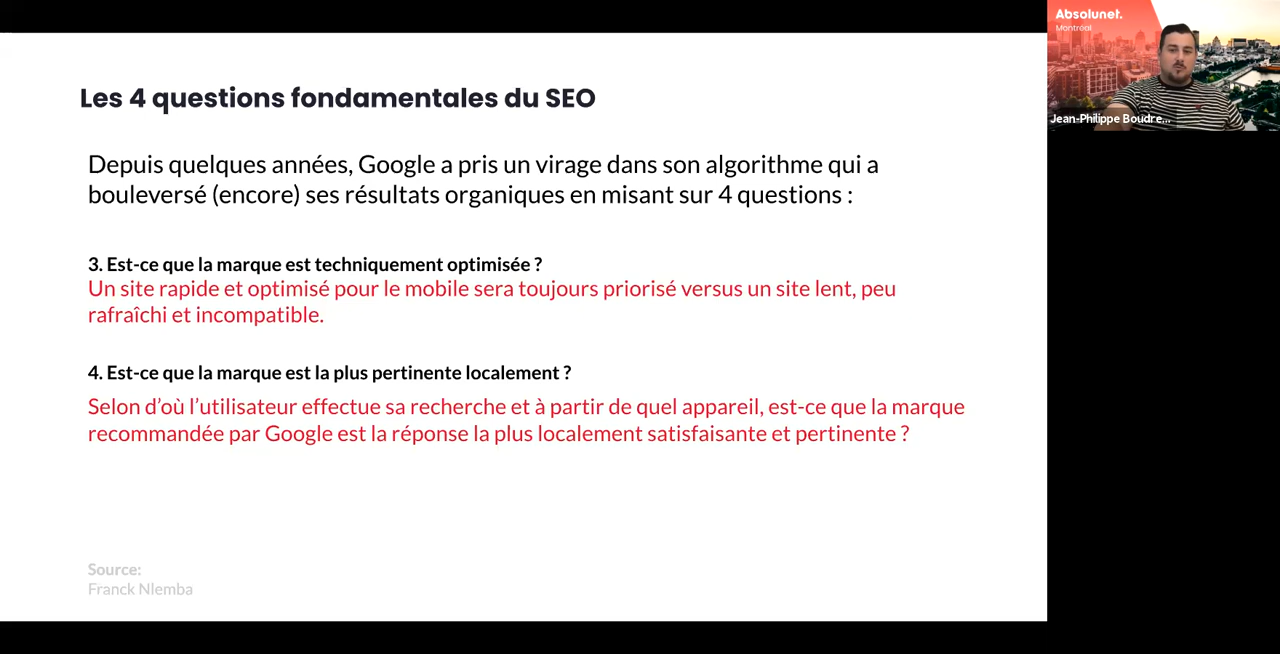 Les 4 questions fondamentales du SEO
Depuis quelques années, Google a pris un virage dans son algorithme qui a
bouleversé (encore) ses résultats organiques en misant sur 4 questions :
3. Est-ce que la marque est techniquement optimisée ?
Un site rapide et optimisé pour le mobile sera toujours priorisé versus un site lent, peu
rafraîchi et incompatible.
4. Est-ce que la marque est la plus pertinente localement ?
Selon d’où l’utilisateur effectue sa recherche et à partir de quel appareil, est-ce que la marque
recommandée par Google est la réponse la plus localement satisfaisante et pertinente ?
Source:
Franck Nlemba
Absolunet.
Montréal
Jean-Philippe Boudre...